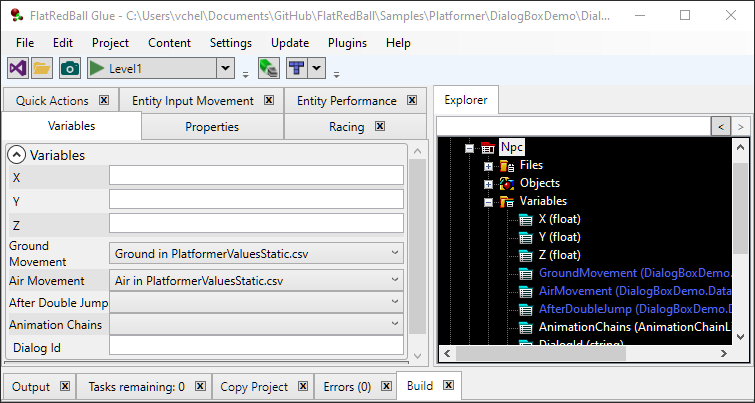 FlatRedBall Glue - C:\Users\vchel\Documents\GitHub\FlatRedBall\Samples\Platformer\DialogBoxDemo\Dial...
File Edit Project Content Settings Update Plugins Help
Level1
Quick Actions Entity Input Movement Entity Performance
Variables Properties Racing
Variables
X
Y
Z
Ground Movement Ground in PlatformerValuesStatic.csv
Air Movement Air in PlatformerValuesStatic.csv
After Double Jump
Animation Chains
Dialog Id
Explorer
< >
Npc
Files
Objects
Variables
X (float)
Y (float)
Z (float)
GroundMovement (DialogBoxDemo.
AirMovement (DialogBoxDemo.Data
AfterDoubleJump (DialogBoxDemo.D
AnimationChains (AnimationChainLi
DialogId (string)
Output Tasks remaining: 0 Copy Project Errors (0) Build